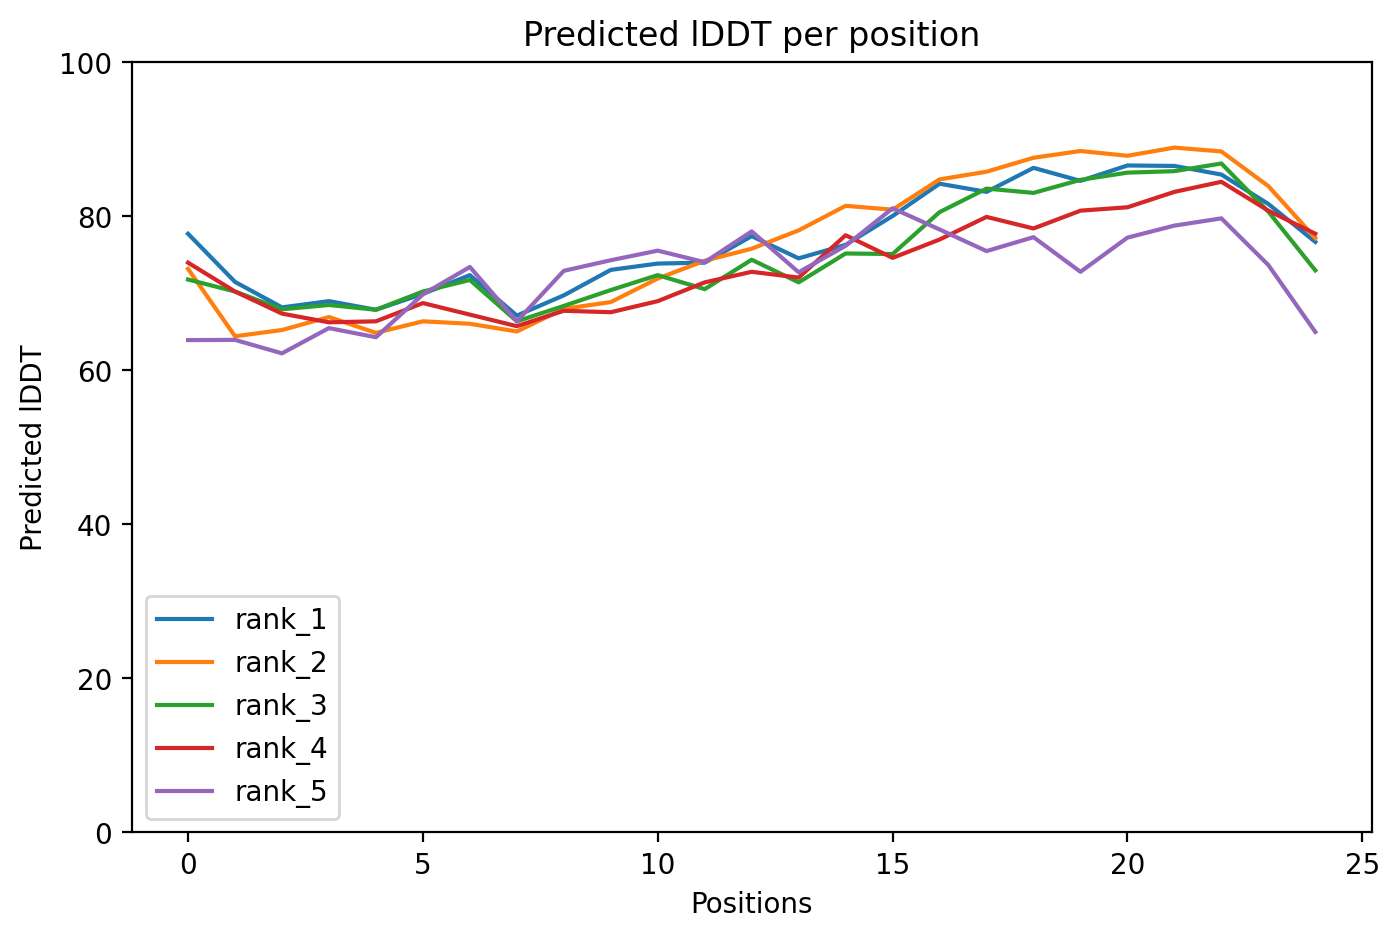 Predicted lDDT per position
100
80
60
40
20
0
Predicted lDDT
rank_1
rank_2
rank_3
rank_4
rank_5
0 5 10 15 20 25
Positions